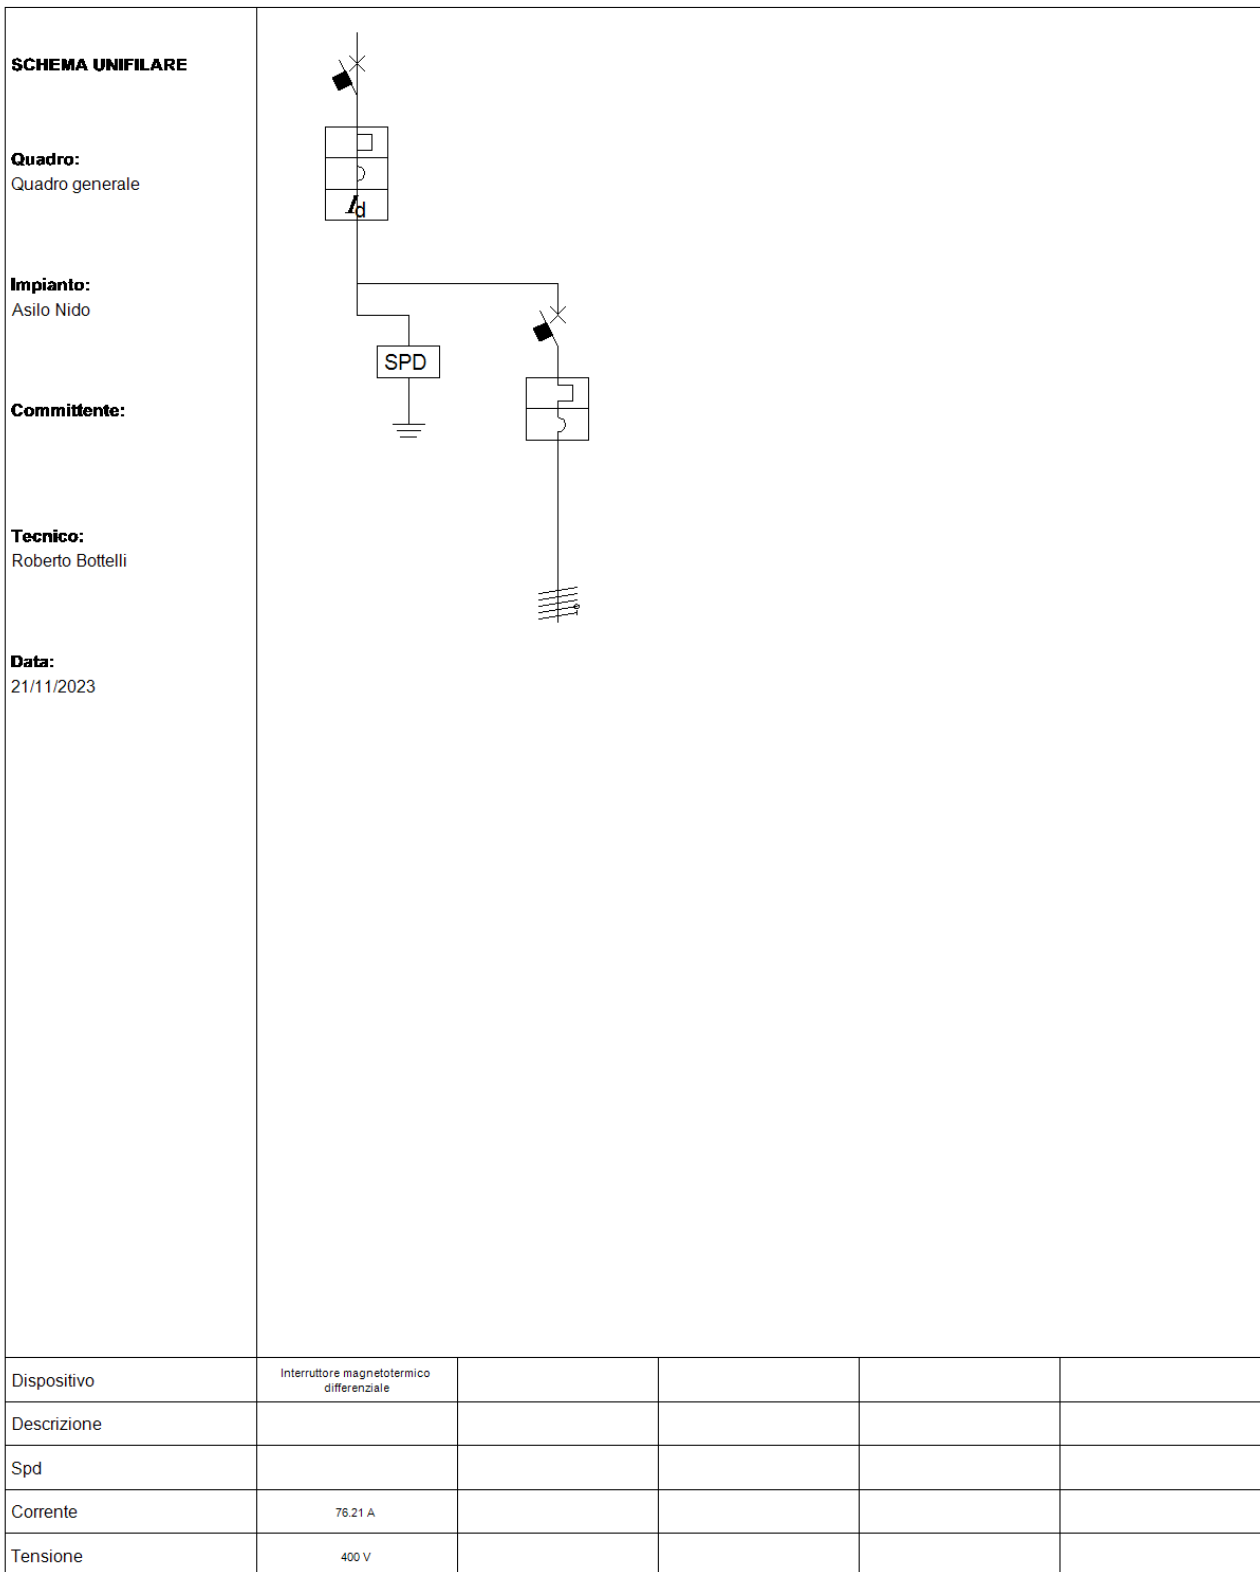 SCHEMA UNIFILARE
Quadro:
Quadro generale
Impianto:
Asilo Nido
Committente:
Tecnico:
Roberto Bottelli
Data:
21/11/2023
Id
SPD
Dispositivo
Interruttore magnetotermico
differenziale
Descrizione
Spd
Corrente
76.21 A
Tensione
400 V